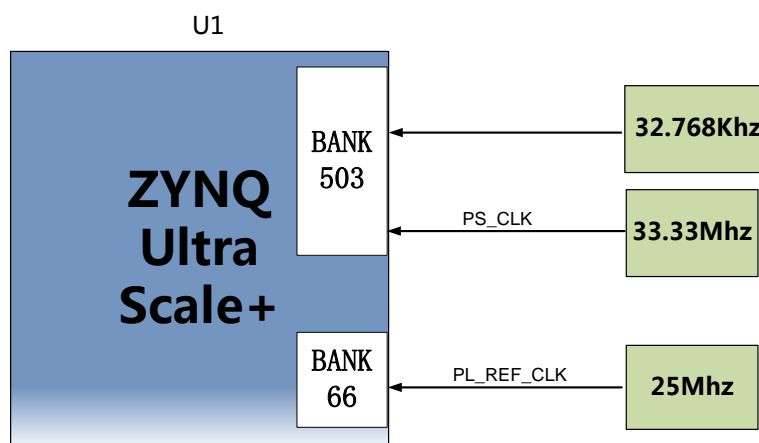 U1
ZYNQ
Ultra
Scale+
BANK
503
32.768Khz
PS_CLK
33.33Mhz
BANK
66
PL_REF_CLK
25Mhz